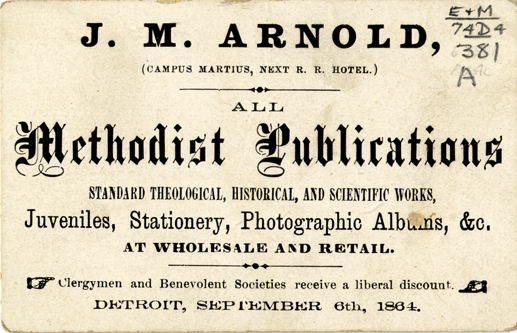 J. M. ARNOLD,
E & M
74D4
381
A
(CAMPUS MARTIUS, NEXT R. R. HOTEL.)
ALL
Methodist Publications
STANDARD THEOLOGICAL, HISTORICAL, AND SCIENTIFIC WORKS,
Juveniles, Stationery, Photographic Albums, &c.
AT WHOLESALE AND RETAIL.
Clergymen and Benevolent Societies receive a liberal discount.
DETROIT, SEPTEMBER 6th, 1864.